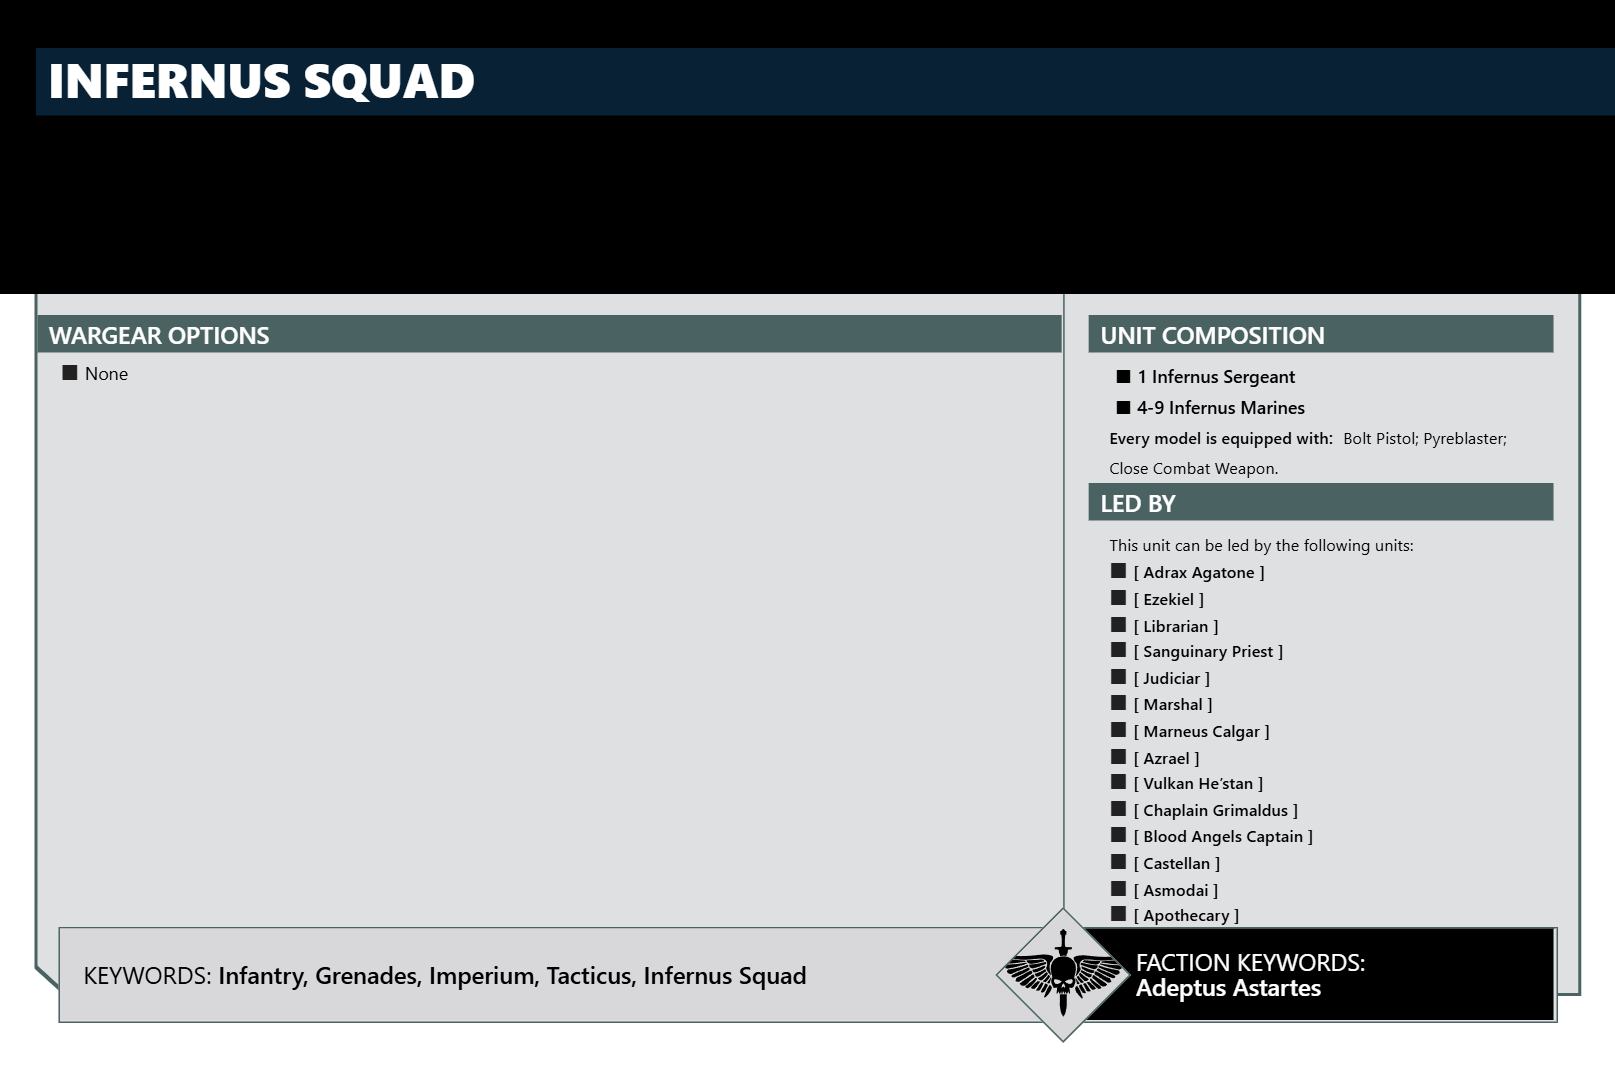 INFERNUS SQUAD
WARGEAR OPTIONS
■ None
UNIT COMPOSITION
■ 1 Infernus Sergeant
■ 4-9 Infernus Marines
Every model is equipped with: Bolt Pistol; Pyreblaster;
Close Combat Weapon.
LED BY
This unit can be led by the following units:
■ [ Adrax Agatone ]
■ [ Ezekiel ]
■ [ Librarian ]
■ [ Sanguinary Priest ]
■ [ Judiciar ]
■ [ Marshal ]
■ [ Marneus Calgar ]
■ [ Azrael ]
■ [ Vulkan He'stan ]
■ [ Chaplain Grimaldus ]
■ [ Blood Angels Captain ]
■ [ Castellan ]
■ [ Asmodai ]
■ [ Apothecary ]
KEYWORDS: Infantry, Grenades, Imperium, Tacticus, Infernus Squad
FACTION KEYWORDS:
Adeptus Astartes